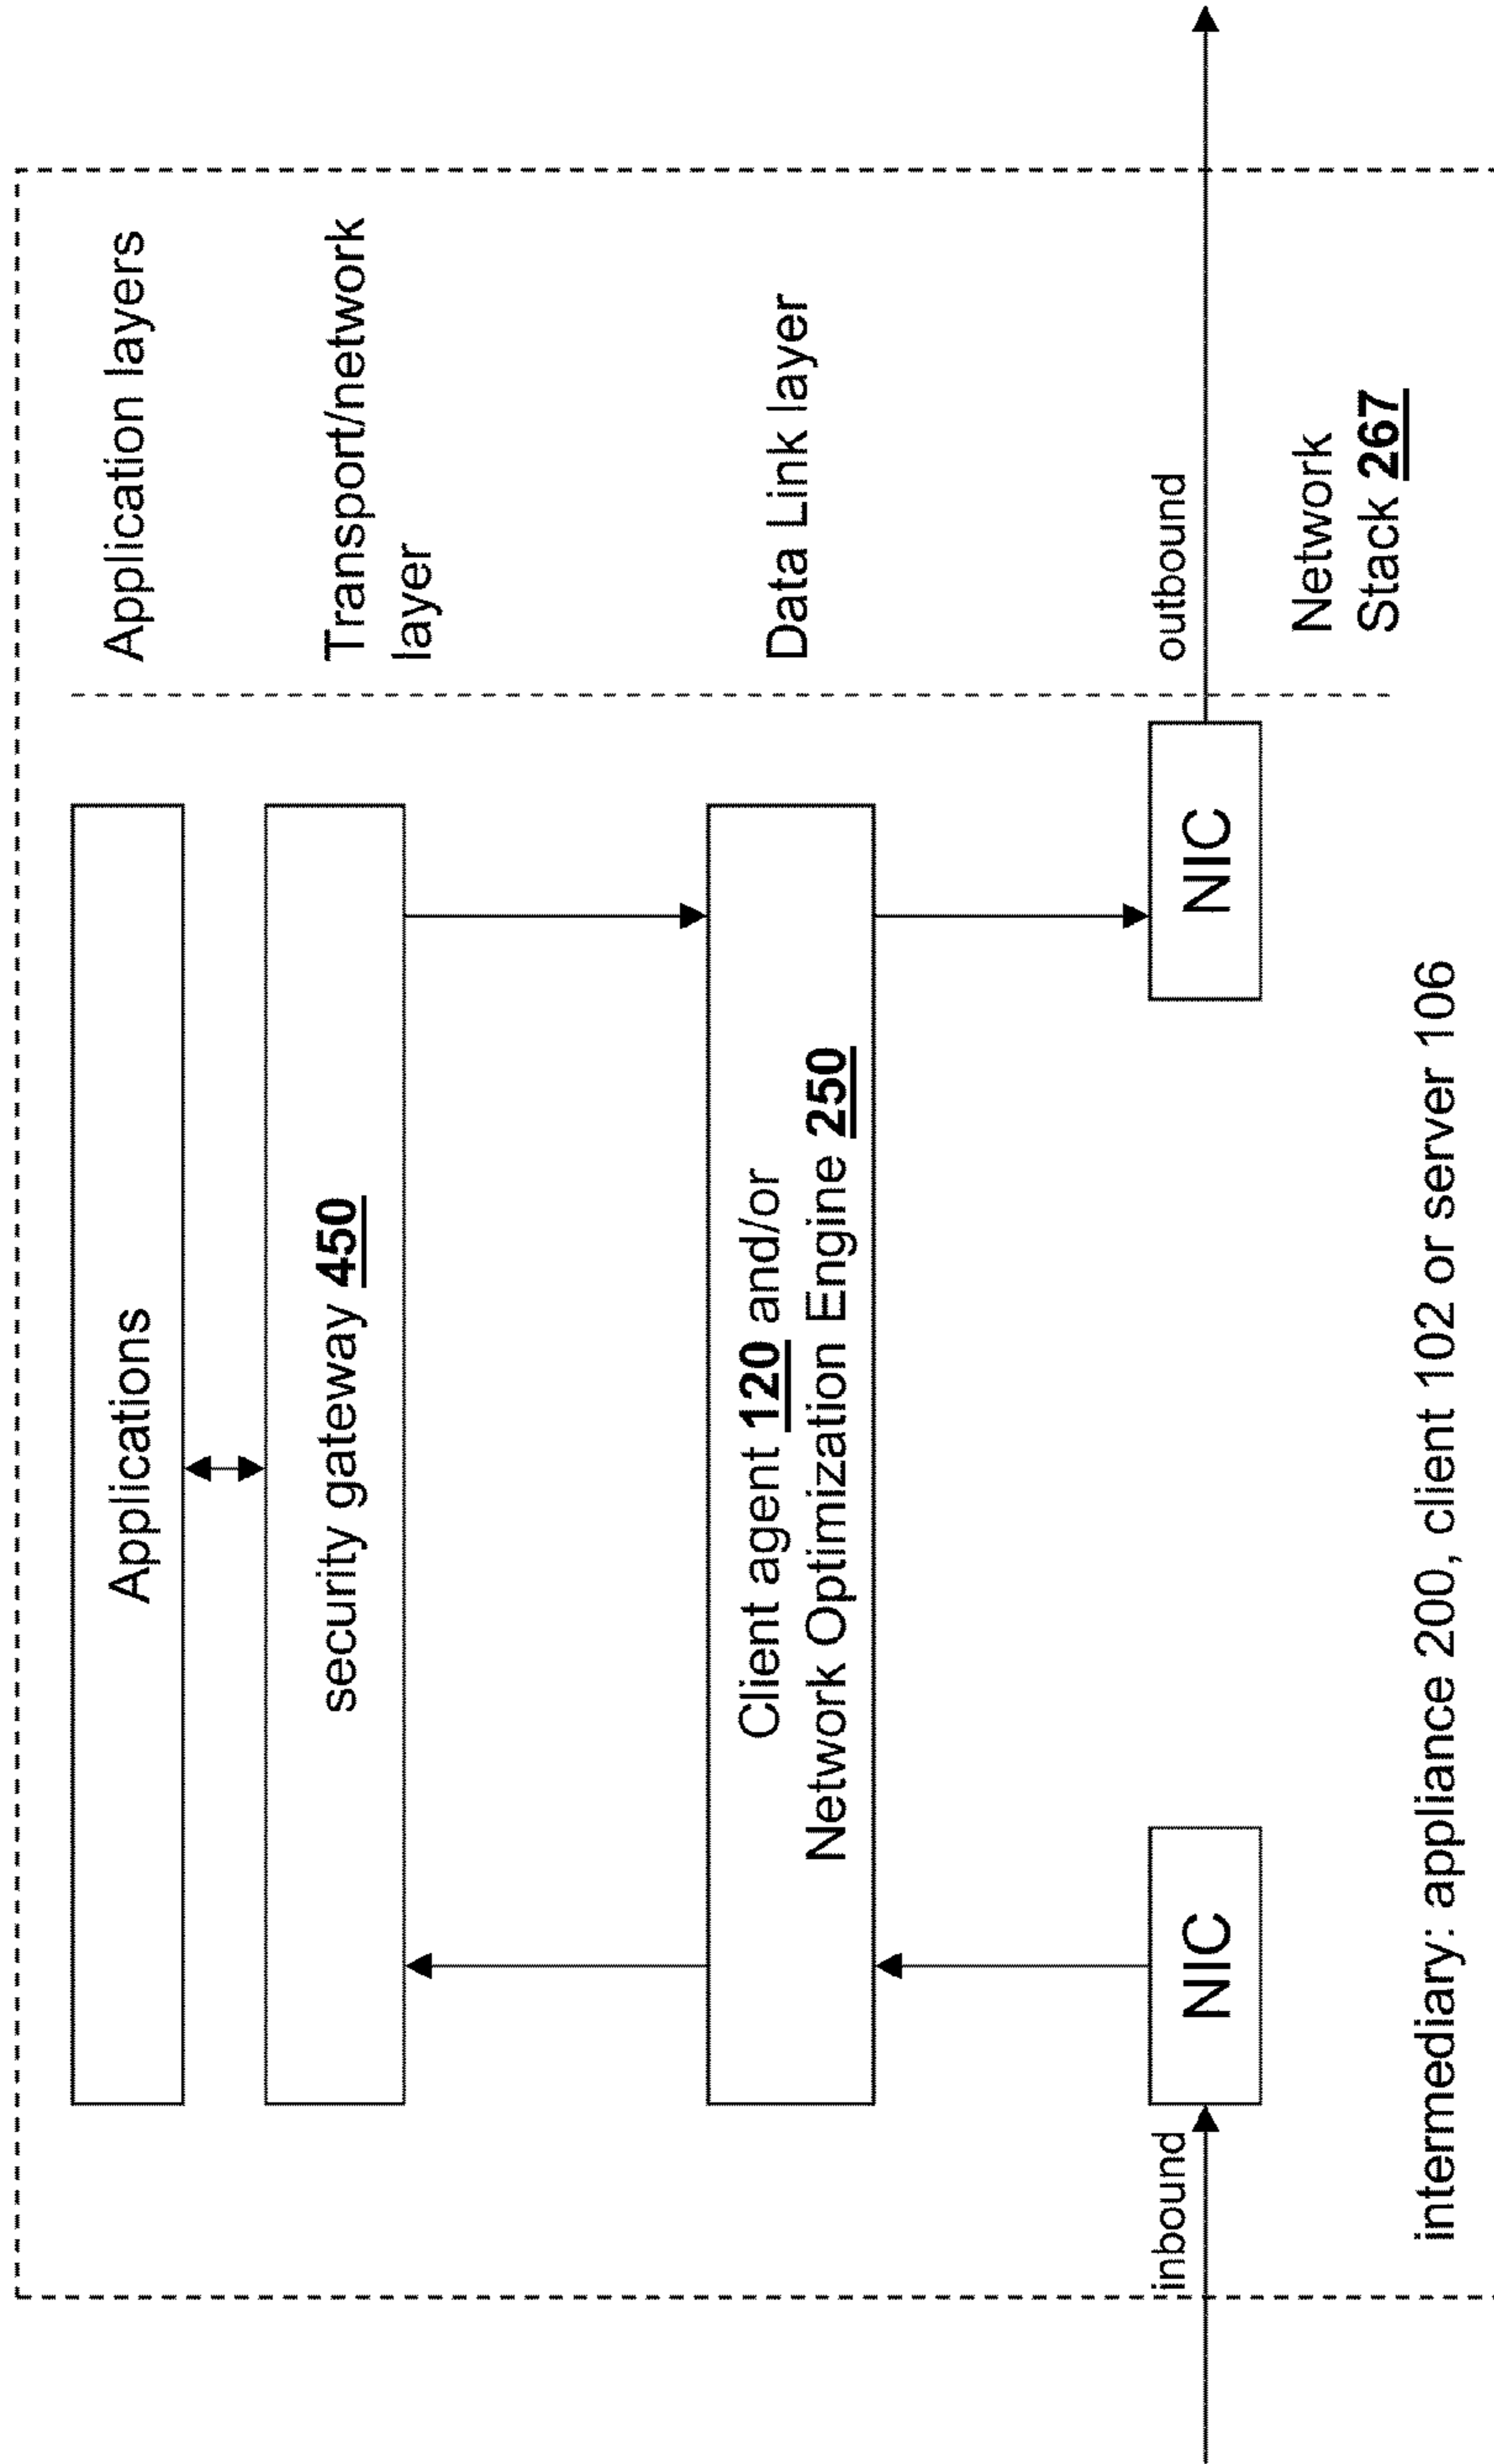 Applications
Application layers
security gateway 450
Transport/network
layer
Client agent 120 and/or
Network Optimization Engine 250
Data Link layer
inbound
NIC
NIC
outbound
Network
Stack 267
intermediary: appliance 200, client 102 or server 106